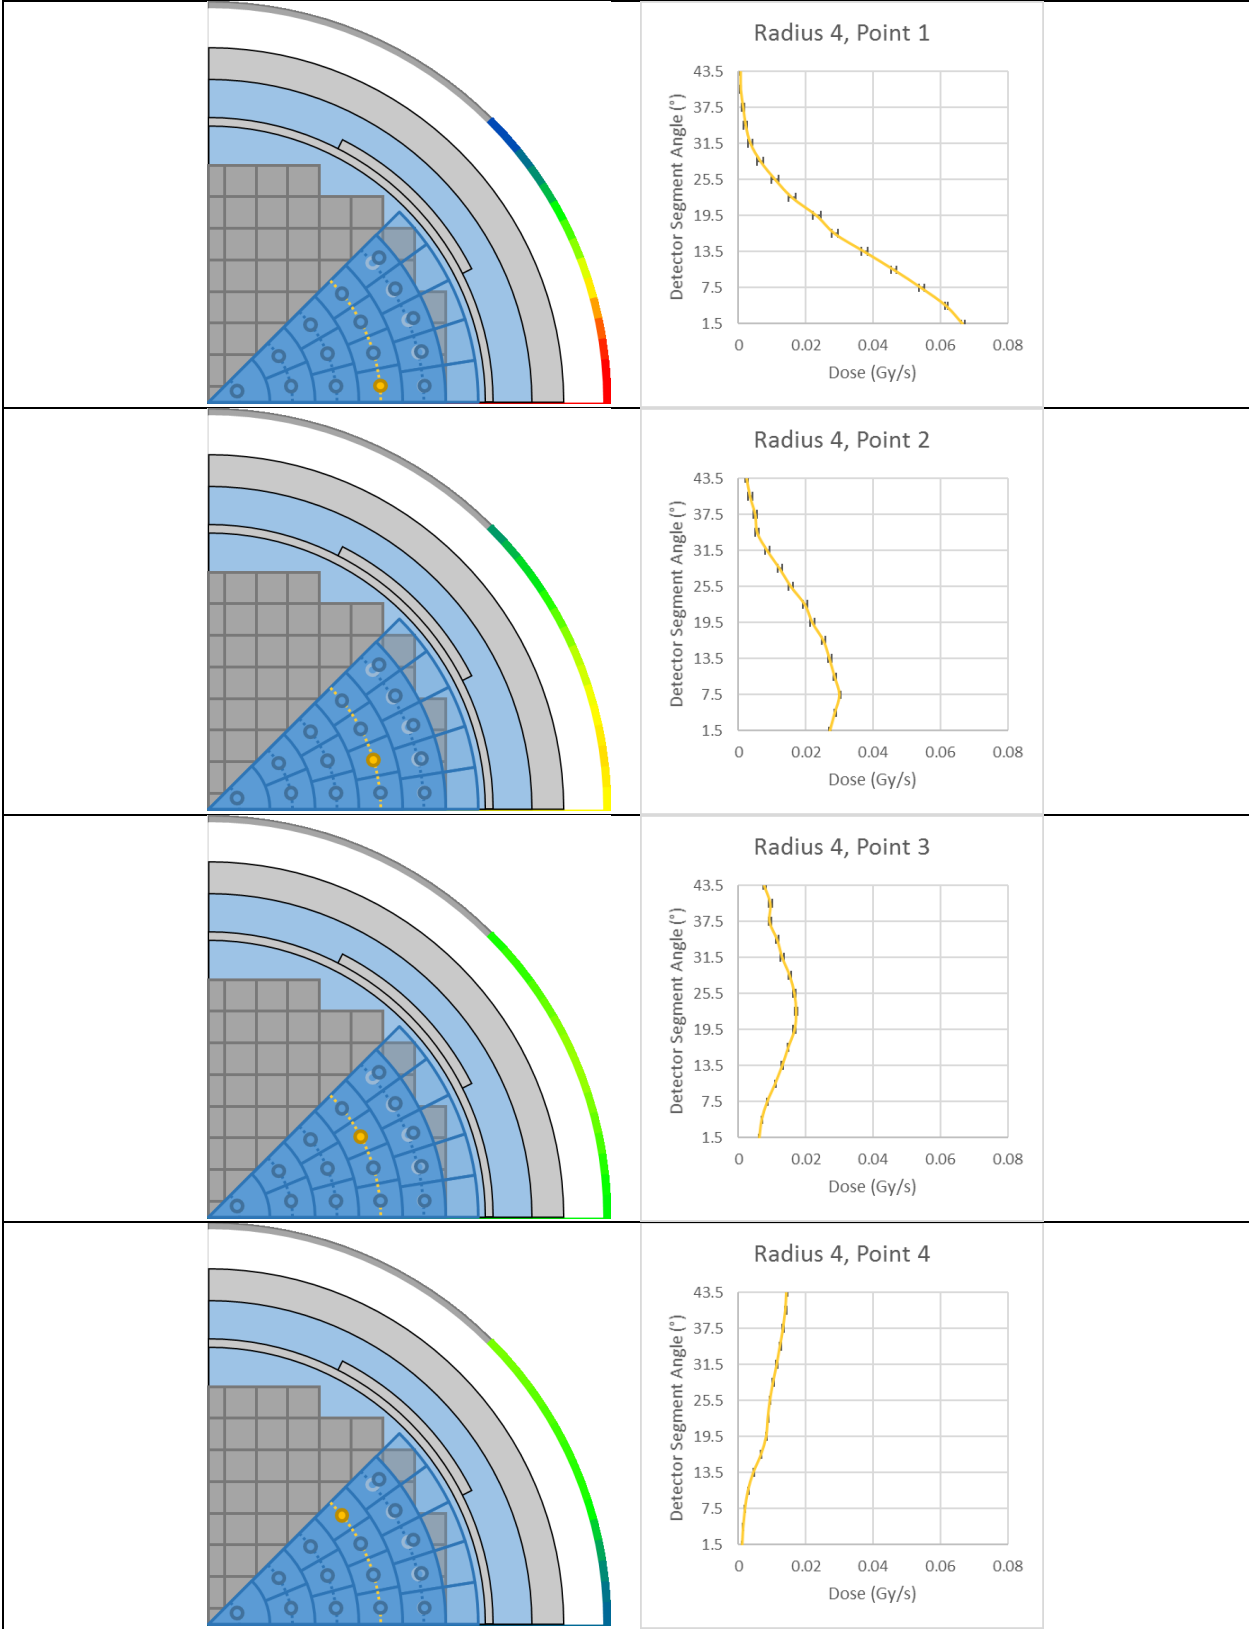 Radius 4, Point 1
Detector Segment Angle (°)
43.5
37.5
31.5
25.5
19.5
13.5
7.5
1.5
0 0.02 0.04 0.06 0.08
Dose (Gy/s)
Radius 4, Point 2
Detector Segment Angle (°)
43.5
37.5
31.5
25.5
19.5
13.5
7.5
1.5
0 0.02 0.04 0.06 0.08
Dose (Gy/s)
Radius 4, Point 3
Detector Segment Angle (°)
43.5
37.5
31.5
25.5
19.5
13.5
7.5
1.5
0 0.02 0.04 0.06 0.08
Dose (Gy/s)
Radius 4, Point 4
Detector Segment Angle (°)
43.5
37.5
31.5
25.5
19.5
13.5
7.5
1.5
0 0.02 0.04 0.06 0.08
Dose (Gy/s)